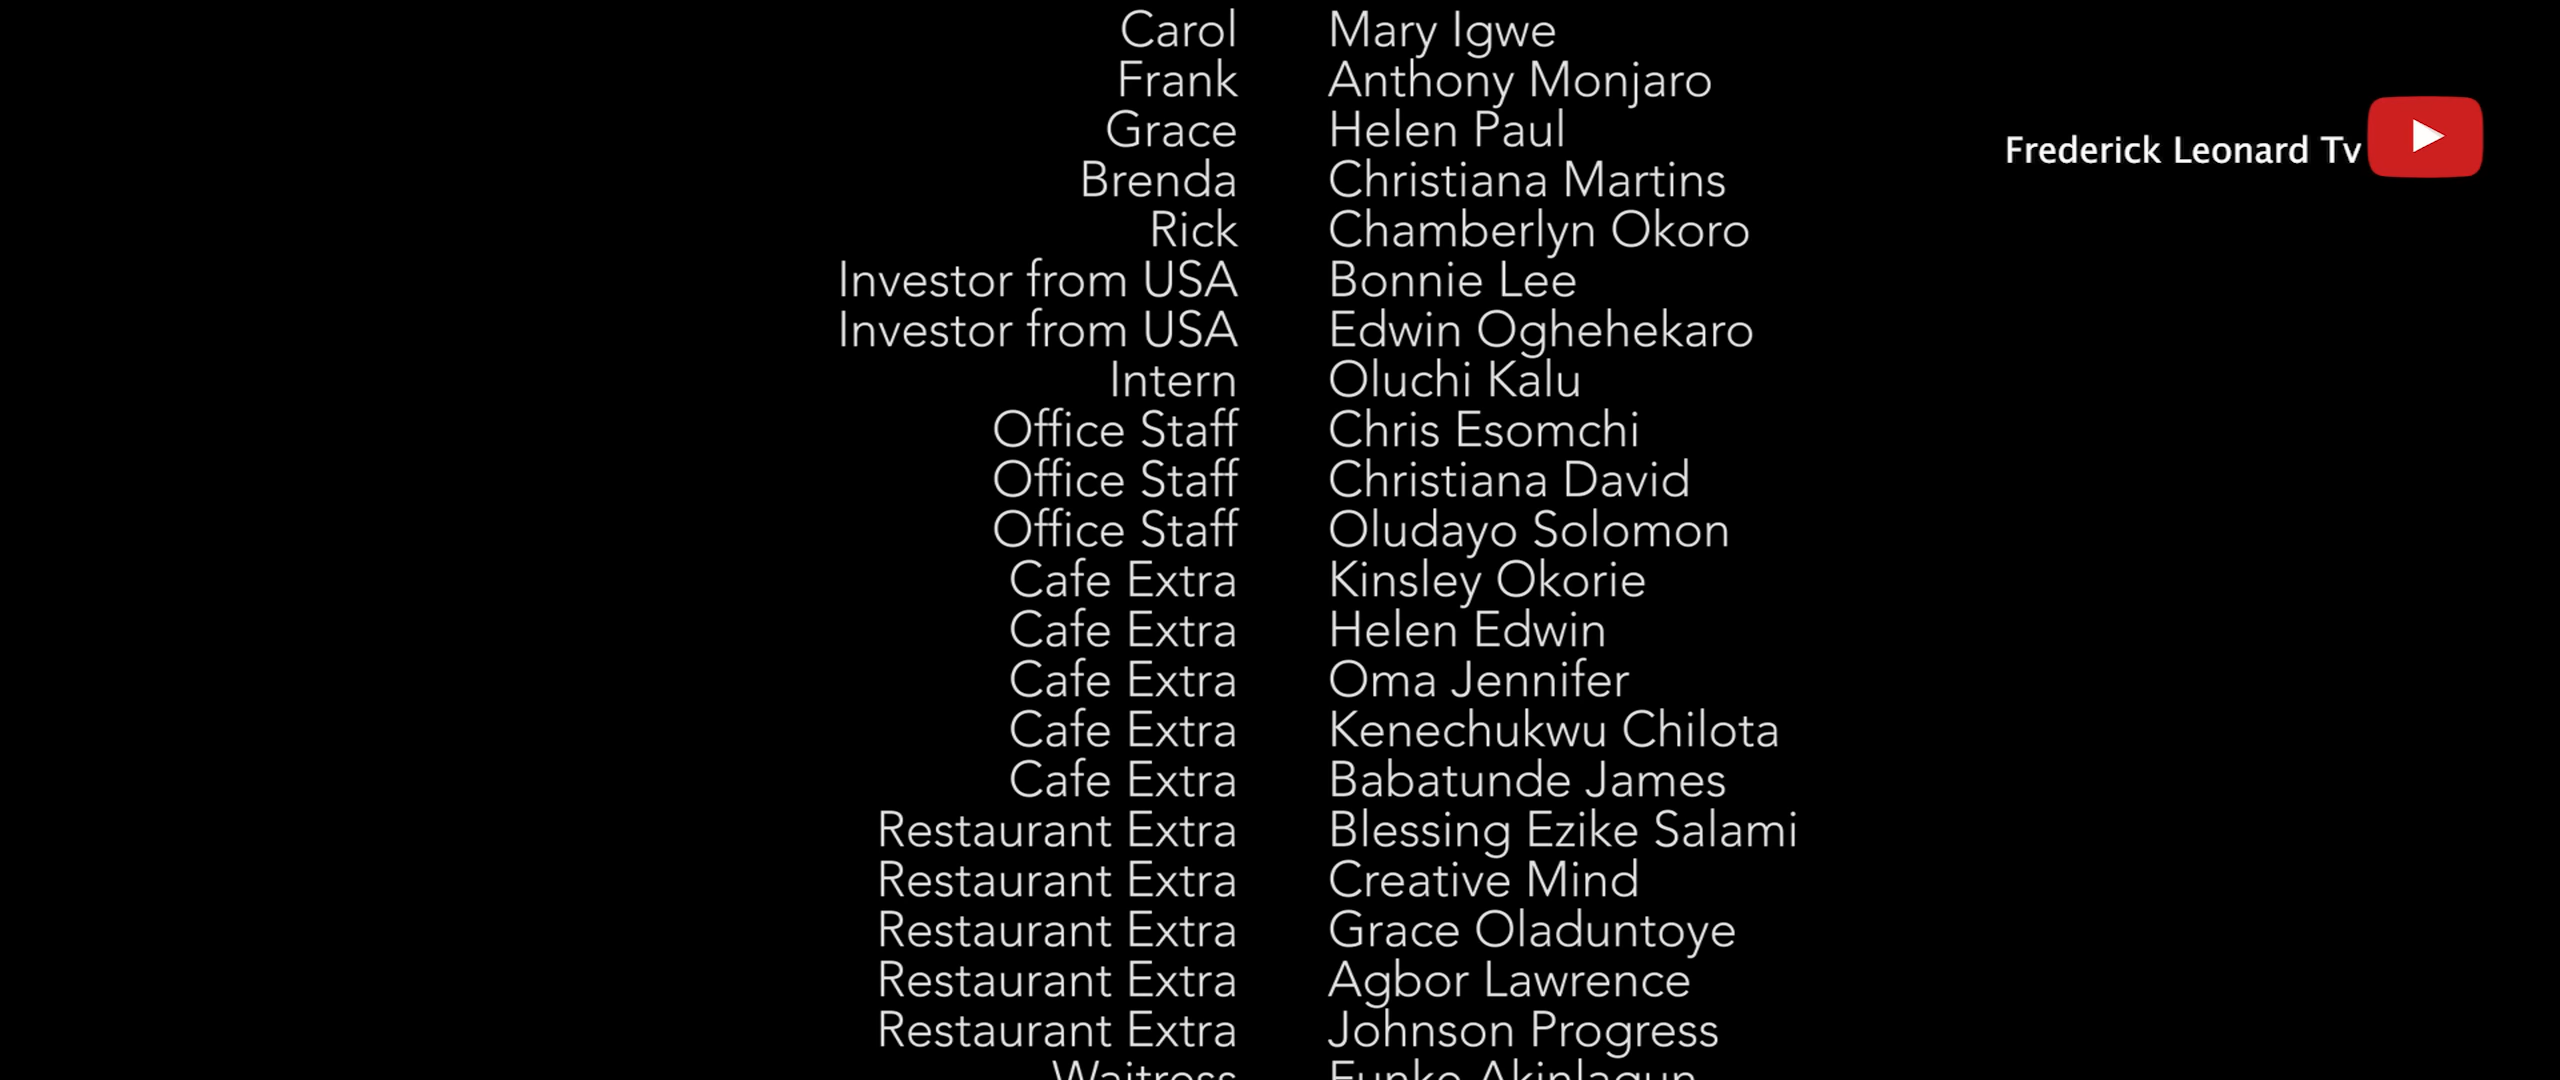 Carol Mary Igwe
Frank Anthony Monjaro
Grace Helen Paul
Brenda Christiana Martins
Rick Chamberlyn Okoro
Investor from USA Bonnie Lee
Investor from USA Edwin Oghehekaro
Intern Oluchi Kalu
Office Staff Chris Esomchi
Office Staff Christiana David
Office Staff Oludayo Solomon
Cafe Extra Kinsley Okorie
Cafe Extra Helen Edwin
Cafe Extra Oma Jennifer
Cafe Extra Kenechukwu Chilota
Cafe Extra Babatunde James
Restaurant Extra Blessing Ezike Salami
Restaurant Extra Creative Mind
Restaurant Extra Grace Oladuntoye
Restaurant Extra Agbor Lawrence
Restaurant Extra Johnson Progress
Waitress Funke
Frederick Leonard Tv